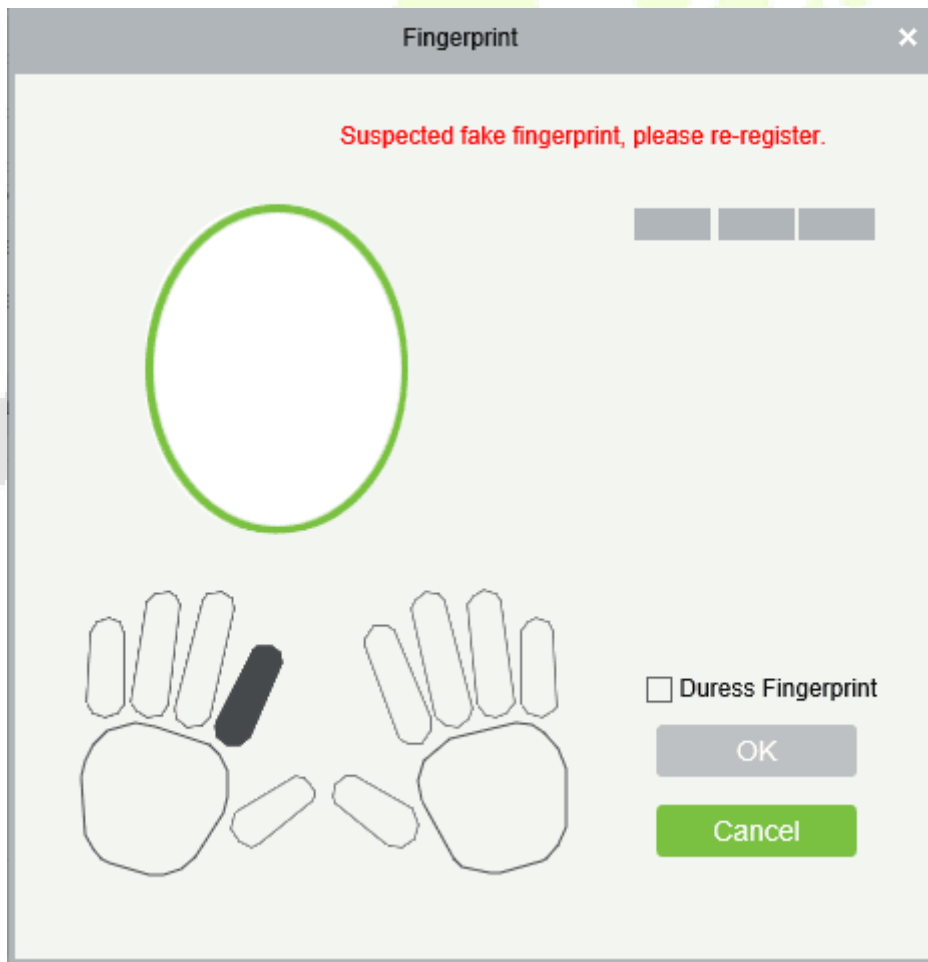 Fingerprint
Suspected fake fingerprint, please re-register.
Duress Fingerprint
OK
Cancel